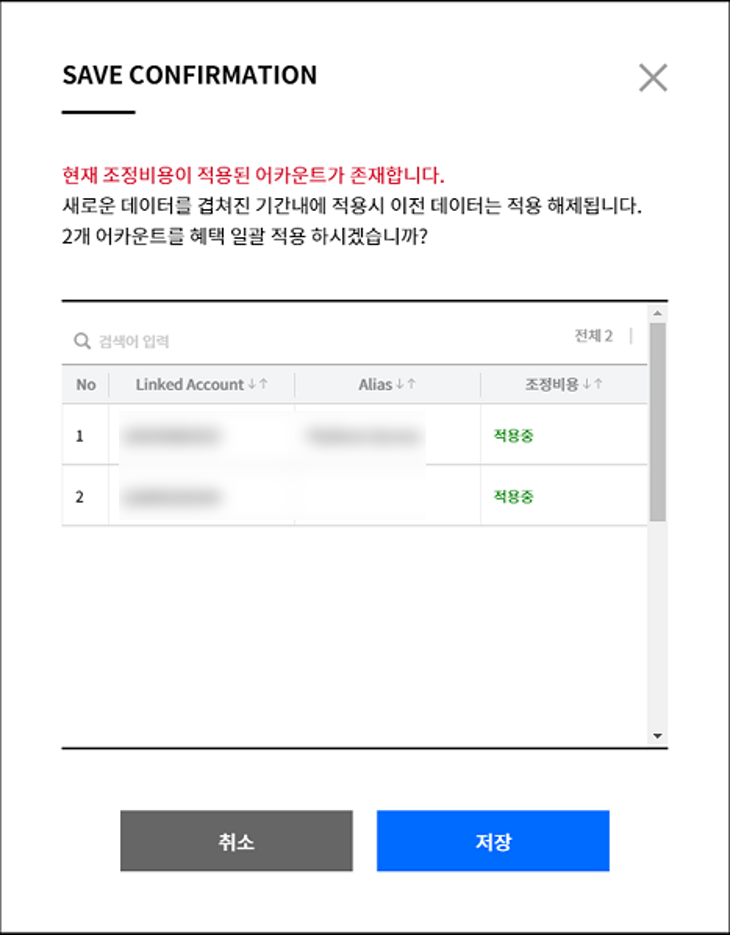 SAVE CONFIRMATION
현재 조정비용이 적용된 어카운트가 존재합니다.
새로운 데이터를 겹쳐진 기간내에 적용시 이전 데이터는 적용 해제됩니다.
2개 어카운트를 혜택 일괄 적용 하시겠습니까?
검색어 입력 전체 2
No Linked Account↓↑ Alias↓↑ 조정비용↓↑
1 적용중
2 적용중
취소 저장